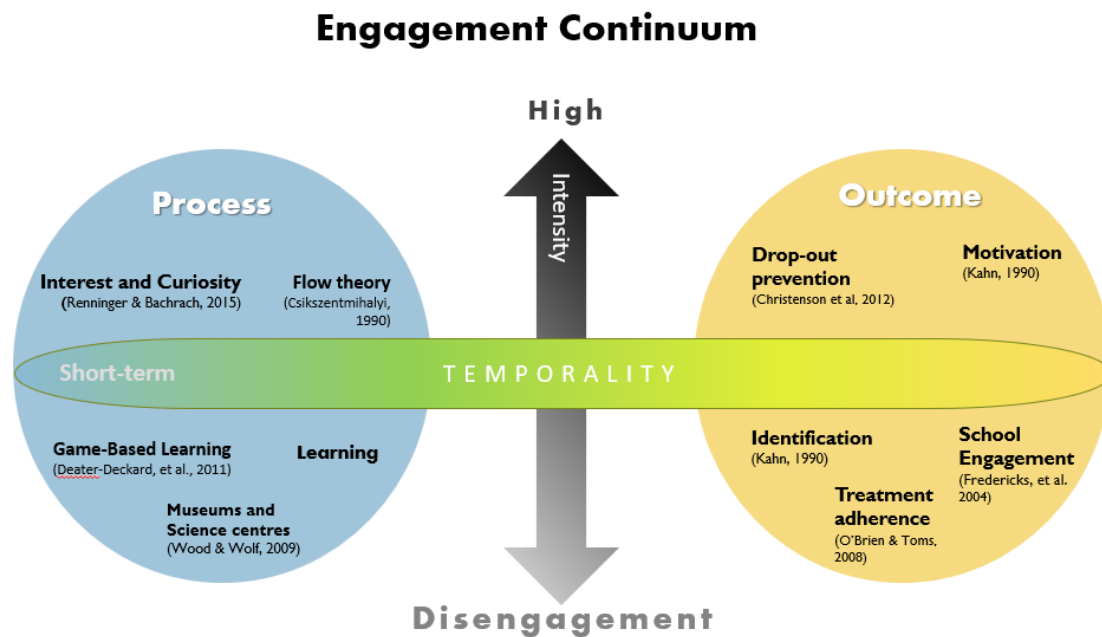 Engagement Continuum
High
Intensity
Process
Interest and Curiosity
(Renninger & Bachrach, 2015)
Flow theory
(Csikszentmihalyi,
1990)
Outcome
Drop-out
prevention
(Christenson et al, 2012)
Motivation
(Kahn, 1990)
Short-term
TEMPORALITY
Game-Based Learning
(Deater-Deckard, et al., 2011)
Learning
Museums and
Science centres
(Wood & Wolf, 2009)
Identification
(Kahn, 1990)
School
Engagement
(Fredericks, et al.
2004)
Treatment
adherence
(O'Brien & Toms,
2008)
Disengagement